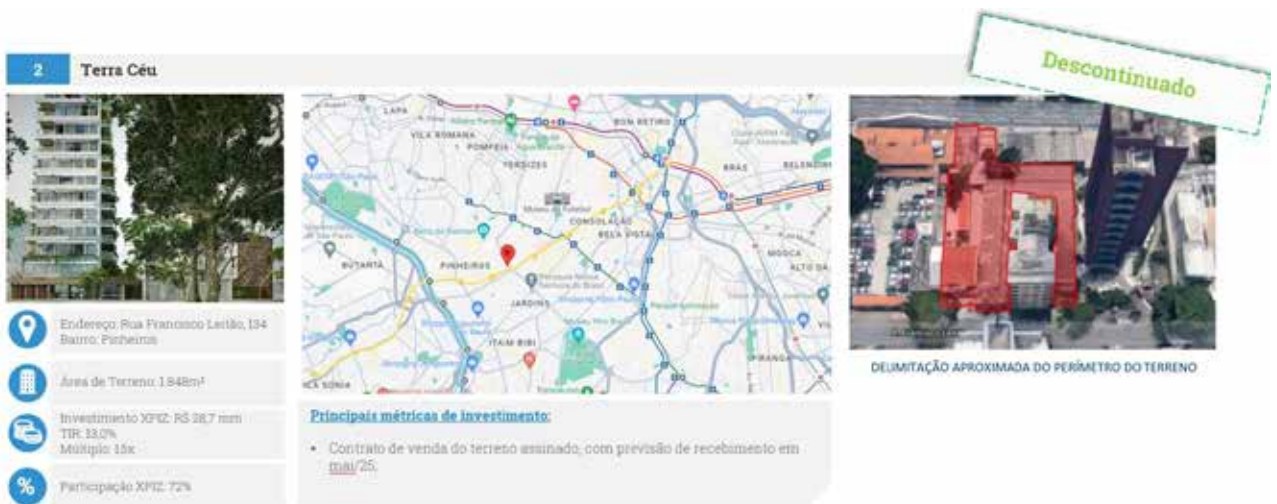 Descontinuado
2 Terra Céu
LAPA
VILA ROMANA
POMPEIA
PERDIZES
BOM RETIRO
BRÁS
CONSOLAÇÃO
BELA VISTA
MOOCA
BUTANTÃ
PINHEIROS
JARDINS
ITAIM BIBI
IPIRANGA
DELIMITAÇÃO APROXIMADA DO PERÍMETRO DO TERRENO
Endereço: Rua Francisco Leitão, 134
Bairro: Pinheiros
Área de Terreno: 1.848m²
Investimento XPIZ: R$ 28,7 mm
TIR: 13,0%
Múltiplo: 1.5x
% Participação XPIZ: 72%
Principais métricas de investimento:
• Contrato de venda do terreno assinado, com previsão de recebimento em
mai/25;